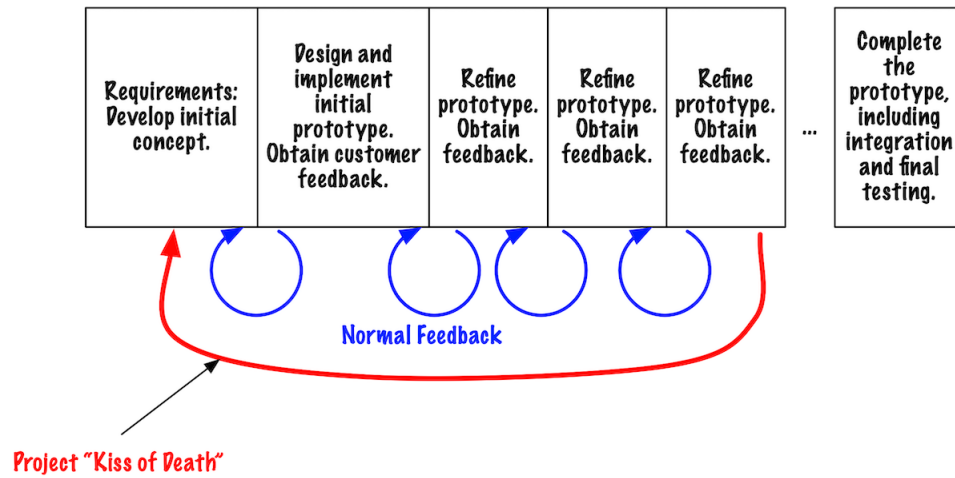 Requirements:
Develop initial
concept.
Design and
implement
initial
prototype.
Obtain customer
feedback.
Refine
prototype.
Obtain
feedback.
Refine
prototype.
Obtain
feedback.
Refine
prototype.
Obtain
feedback.
...
Complete
the
prototype,
including
integration
and final
testing.
Normal Feedback
Project “Kiss of Death”